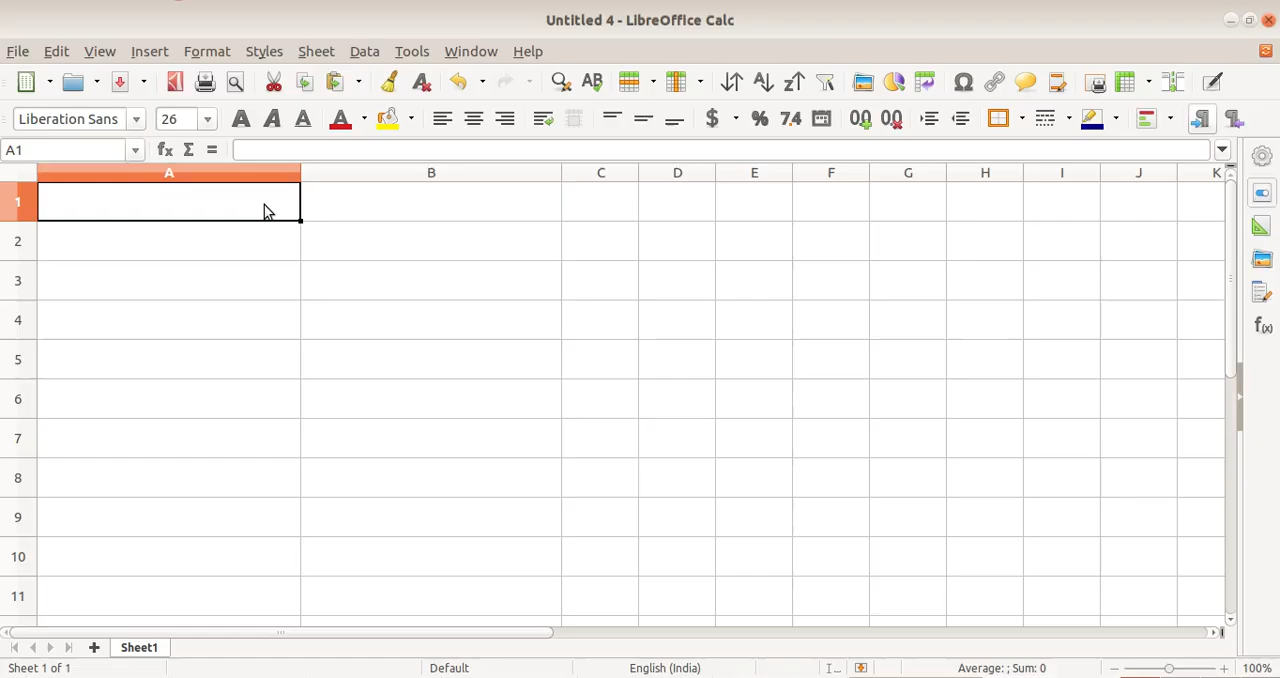 Untitled 4 - LibreOffice Calc
File Edit View Insert Format Styles Sheet Data Tools Window Help
Liberation Sans 26 $ % 7.4
A1
A B C D E F G H I J K
1
2
3
4
5
6
7
8
9
10
11
Sheet1
Sheet 1 of 1 Default English (India) Average: ; Sum: 0 100%